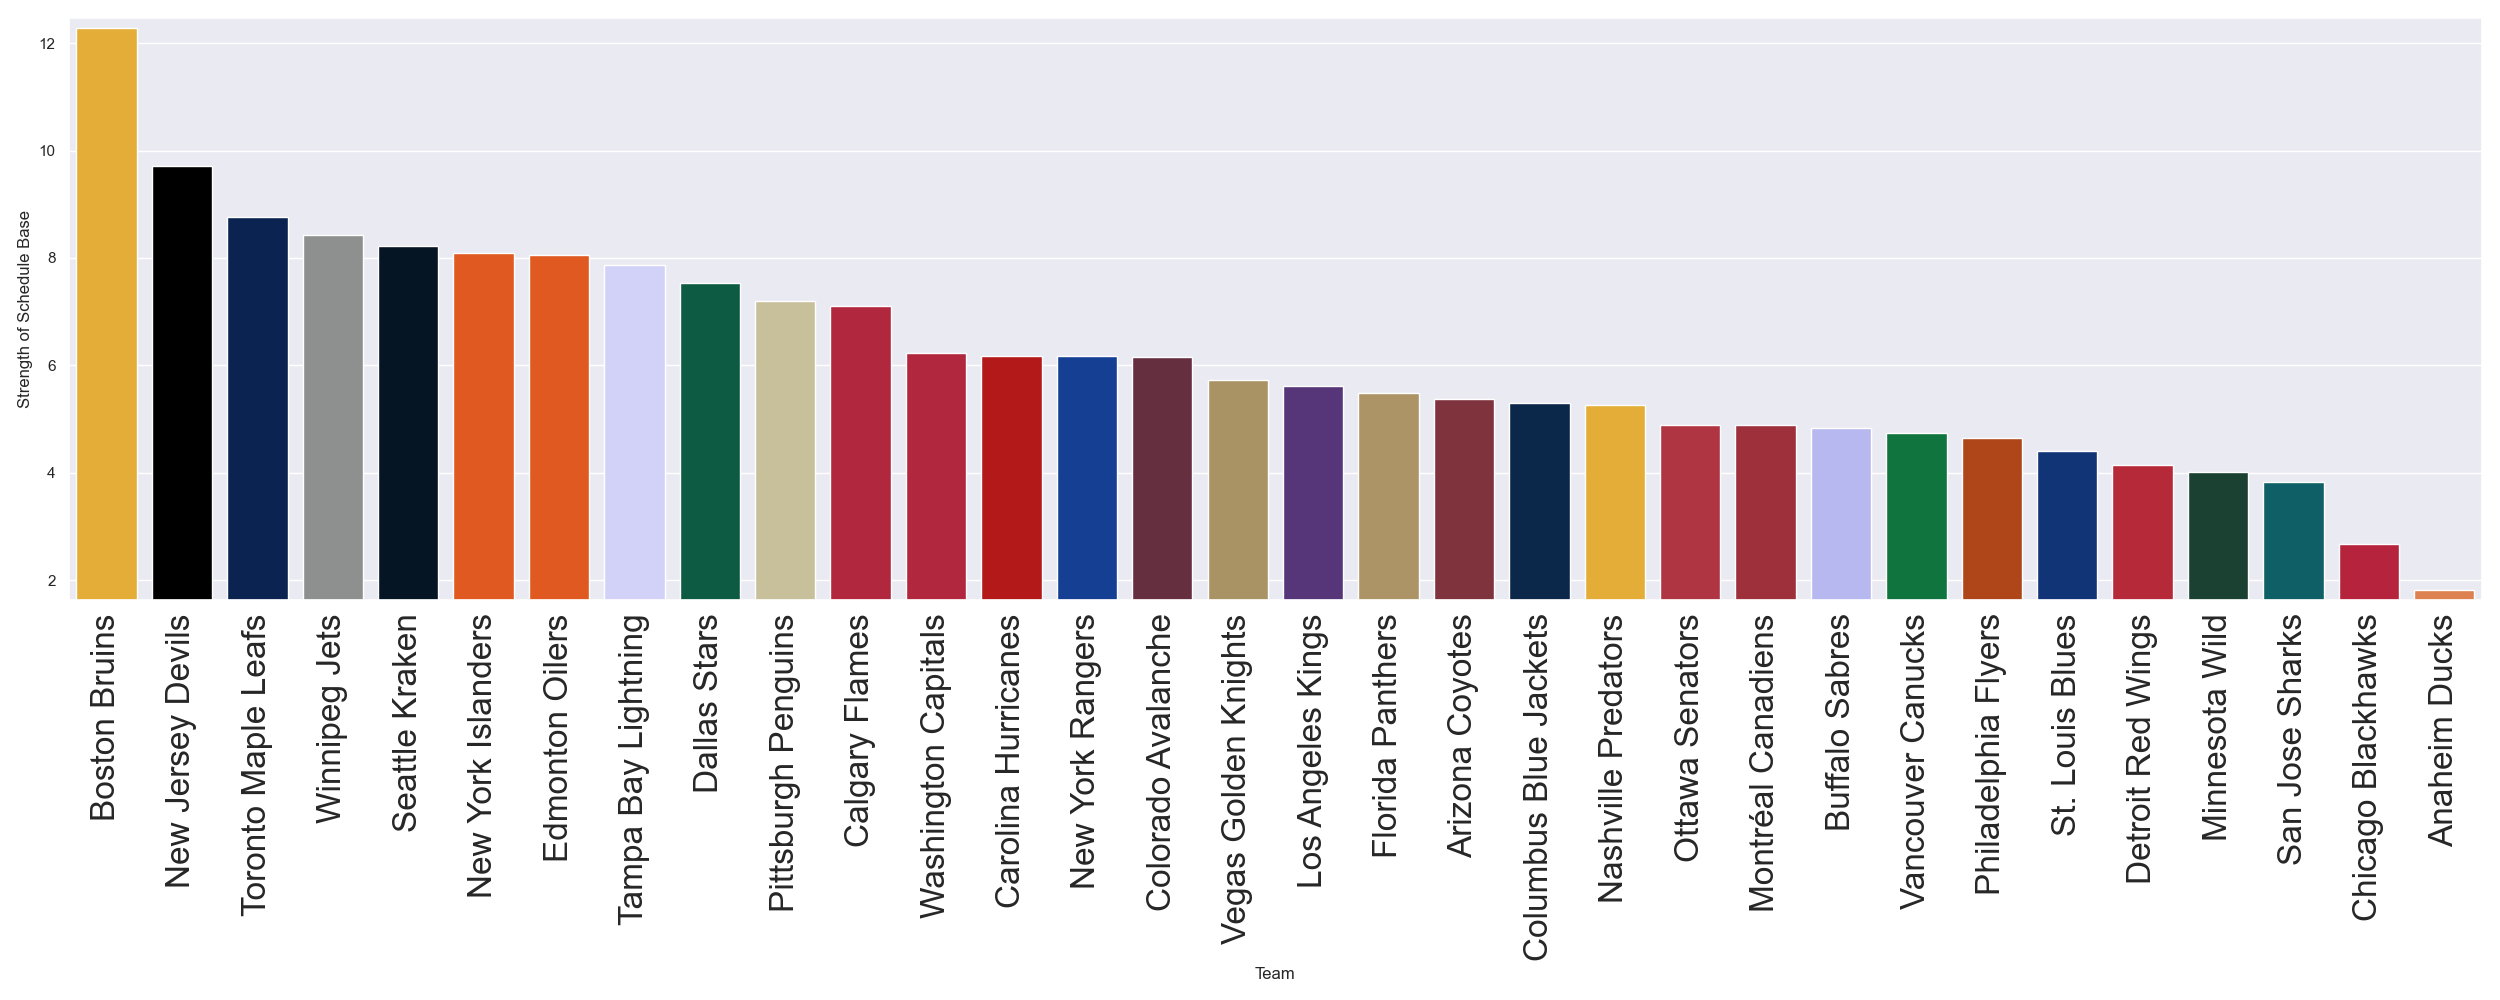 12
10
8
6
4
2
Strength of Schedule Base
Boston Bruins
New Jersey Devils
Toronto Maple Leafs
Winnipeg Jets
Seattle Kraken
New York Islanders
Edmonton Oilers
Tampa Bay Lightning
Dallas Stars
Pittsburgh Penguins
Calgary Flames
Washington Capitals
Carolina Hurricanes
New York Rangers
Colorado Avalanche
Vegas Golden Knights
Los Angeles Kings
Florida Panthers
Arizona Coyotes
Columbus Blue Jackets
Nashville Predators
Ottawa Senators
Montréal Canadiens
Buffalo Sabres
Vancouver Canucks
Philadelphia Flyers
St. Louis Blues
Detroit Red Wings
Minnesota Wild
San Jose Sharks
Chicago Blackhawks
Anaheim Ducks
Team